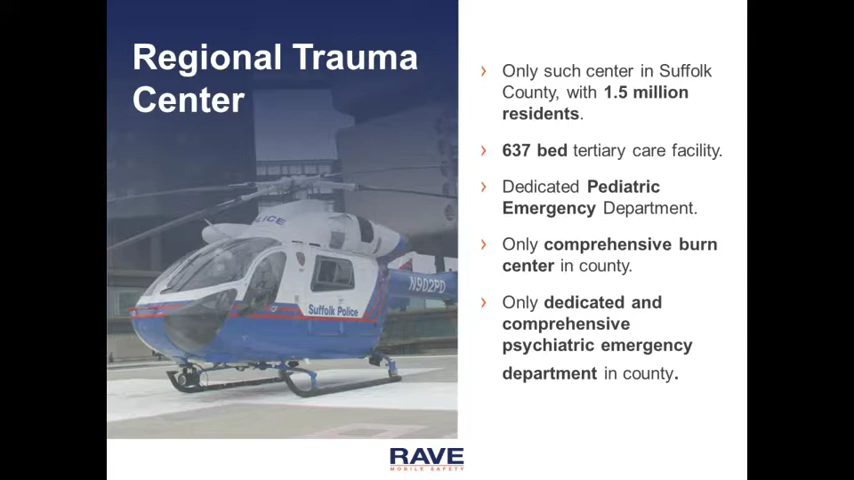 Regional Trauma
Center
› Only such center in Suffolk
County, with 1.5 million
residents.
› 637 bed tertiary care facility.
› Dedicated Pediatric
Emergency Department.
› Only comprehensive burn
center in county.
› Only dedicated and
comprehensive
psychiatric emergency
department in county.
POLICE
N902PD
Suffolk Police
RAVE
MOBILE SAFETY